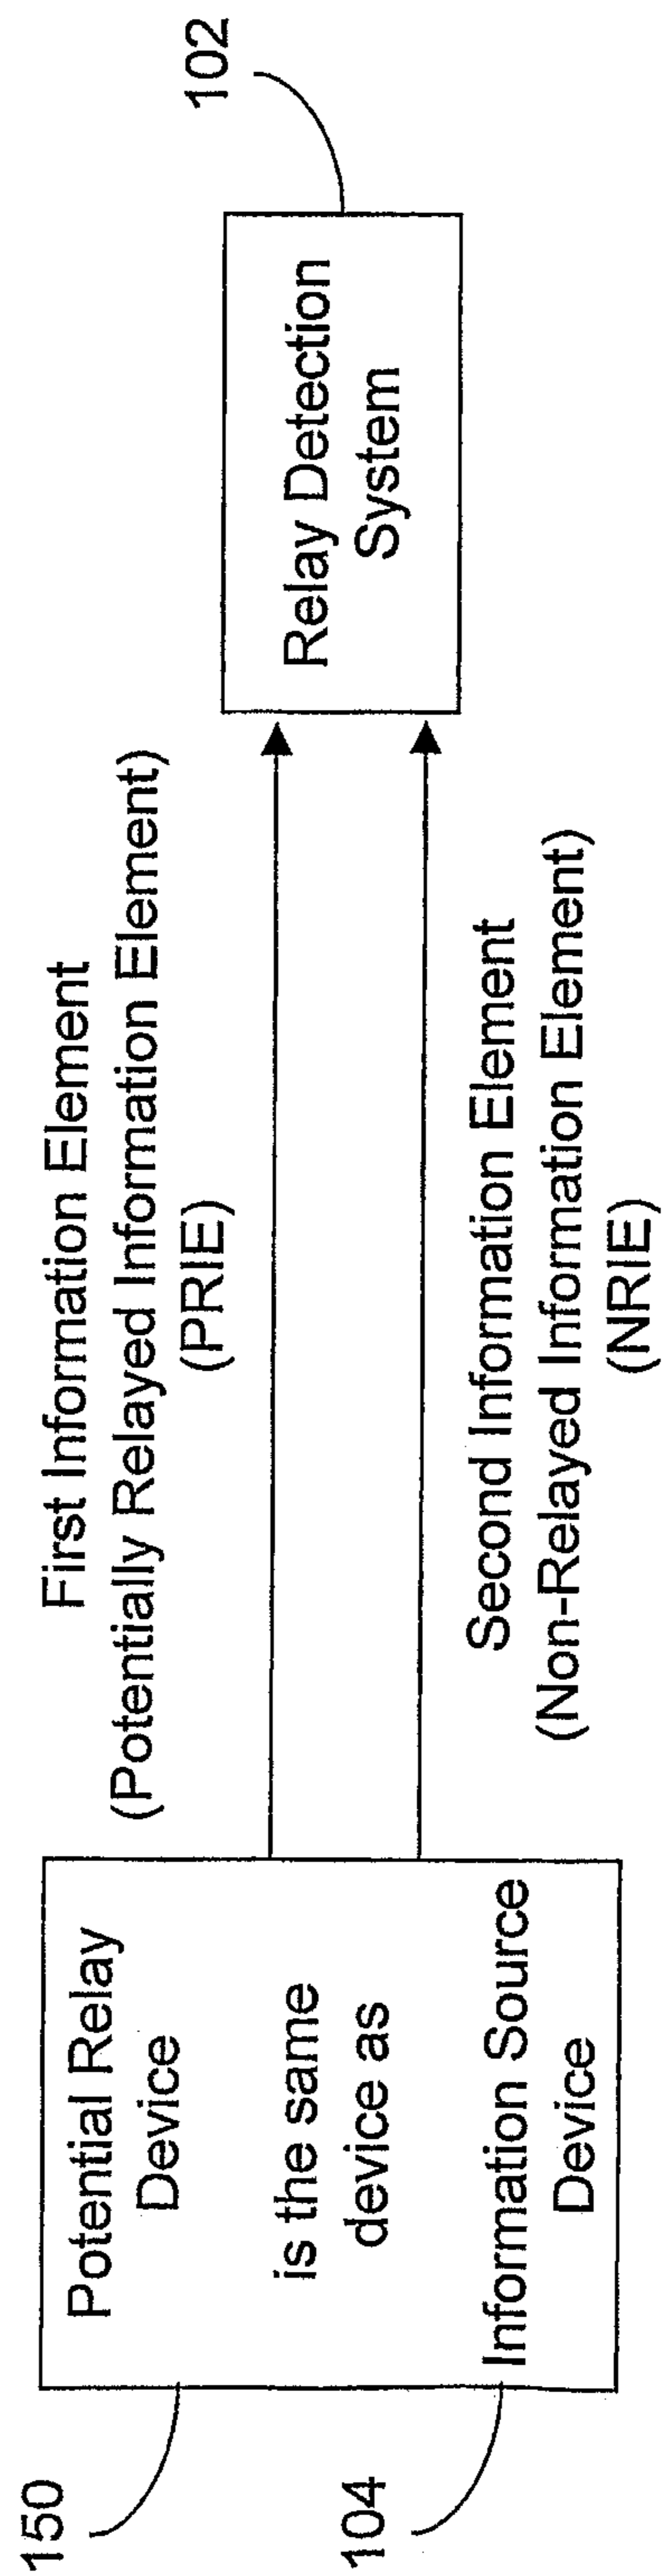 150
Potential Relay
Device
is the same
device as
Information Source
Device
104
First Information Element
(Potentially Relayed Information Element)
(PRIE)
Second Information Element
(Non-Relayed Information Element)
(NRIE)
Relay Detection
System
102